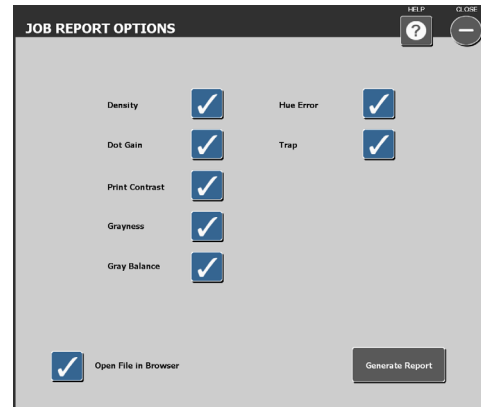 HELP
CLOSE
JOB REPORT OPTIONS
?
Density
Hue Error
Dot Gain
Trap
Print Contrast
Grayness
Gray Balance
Open File in Browser
Generate Report